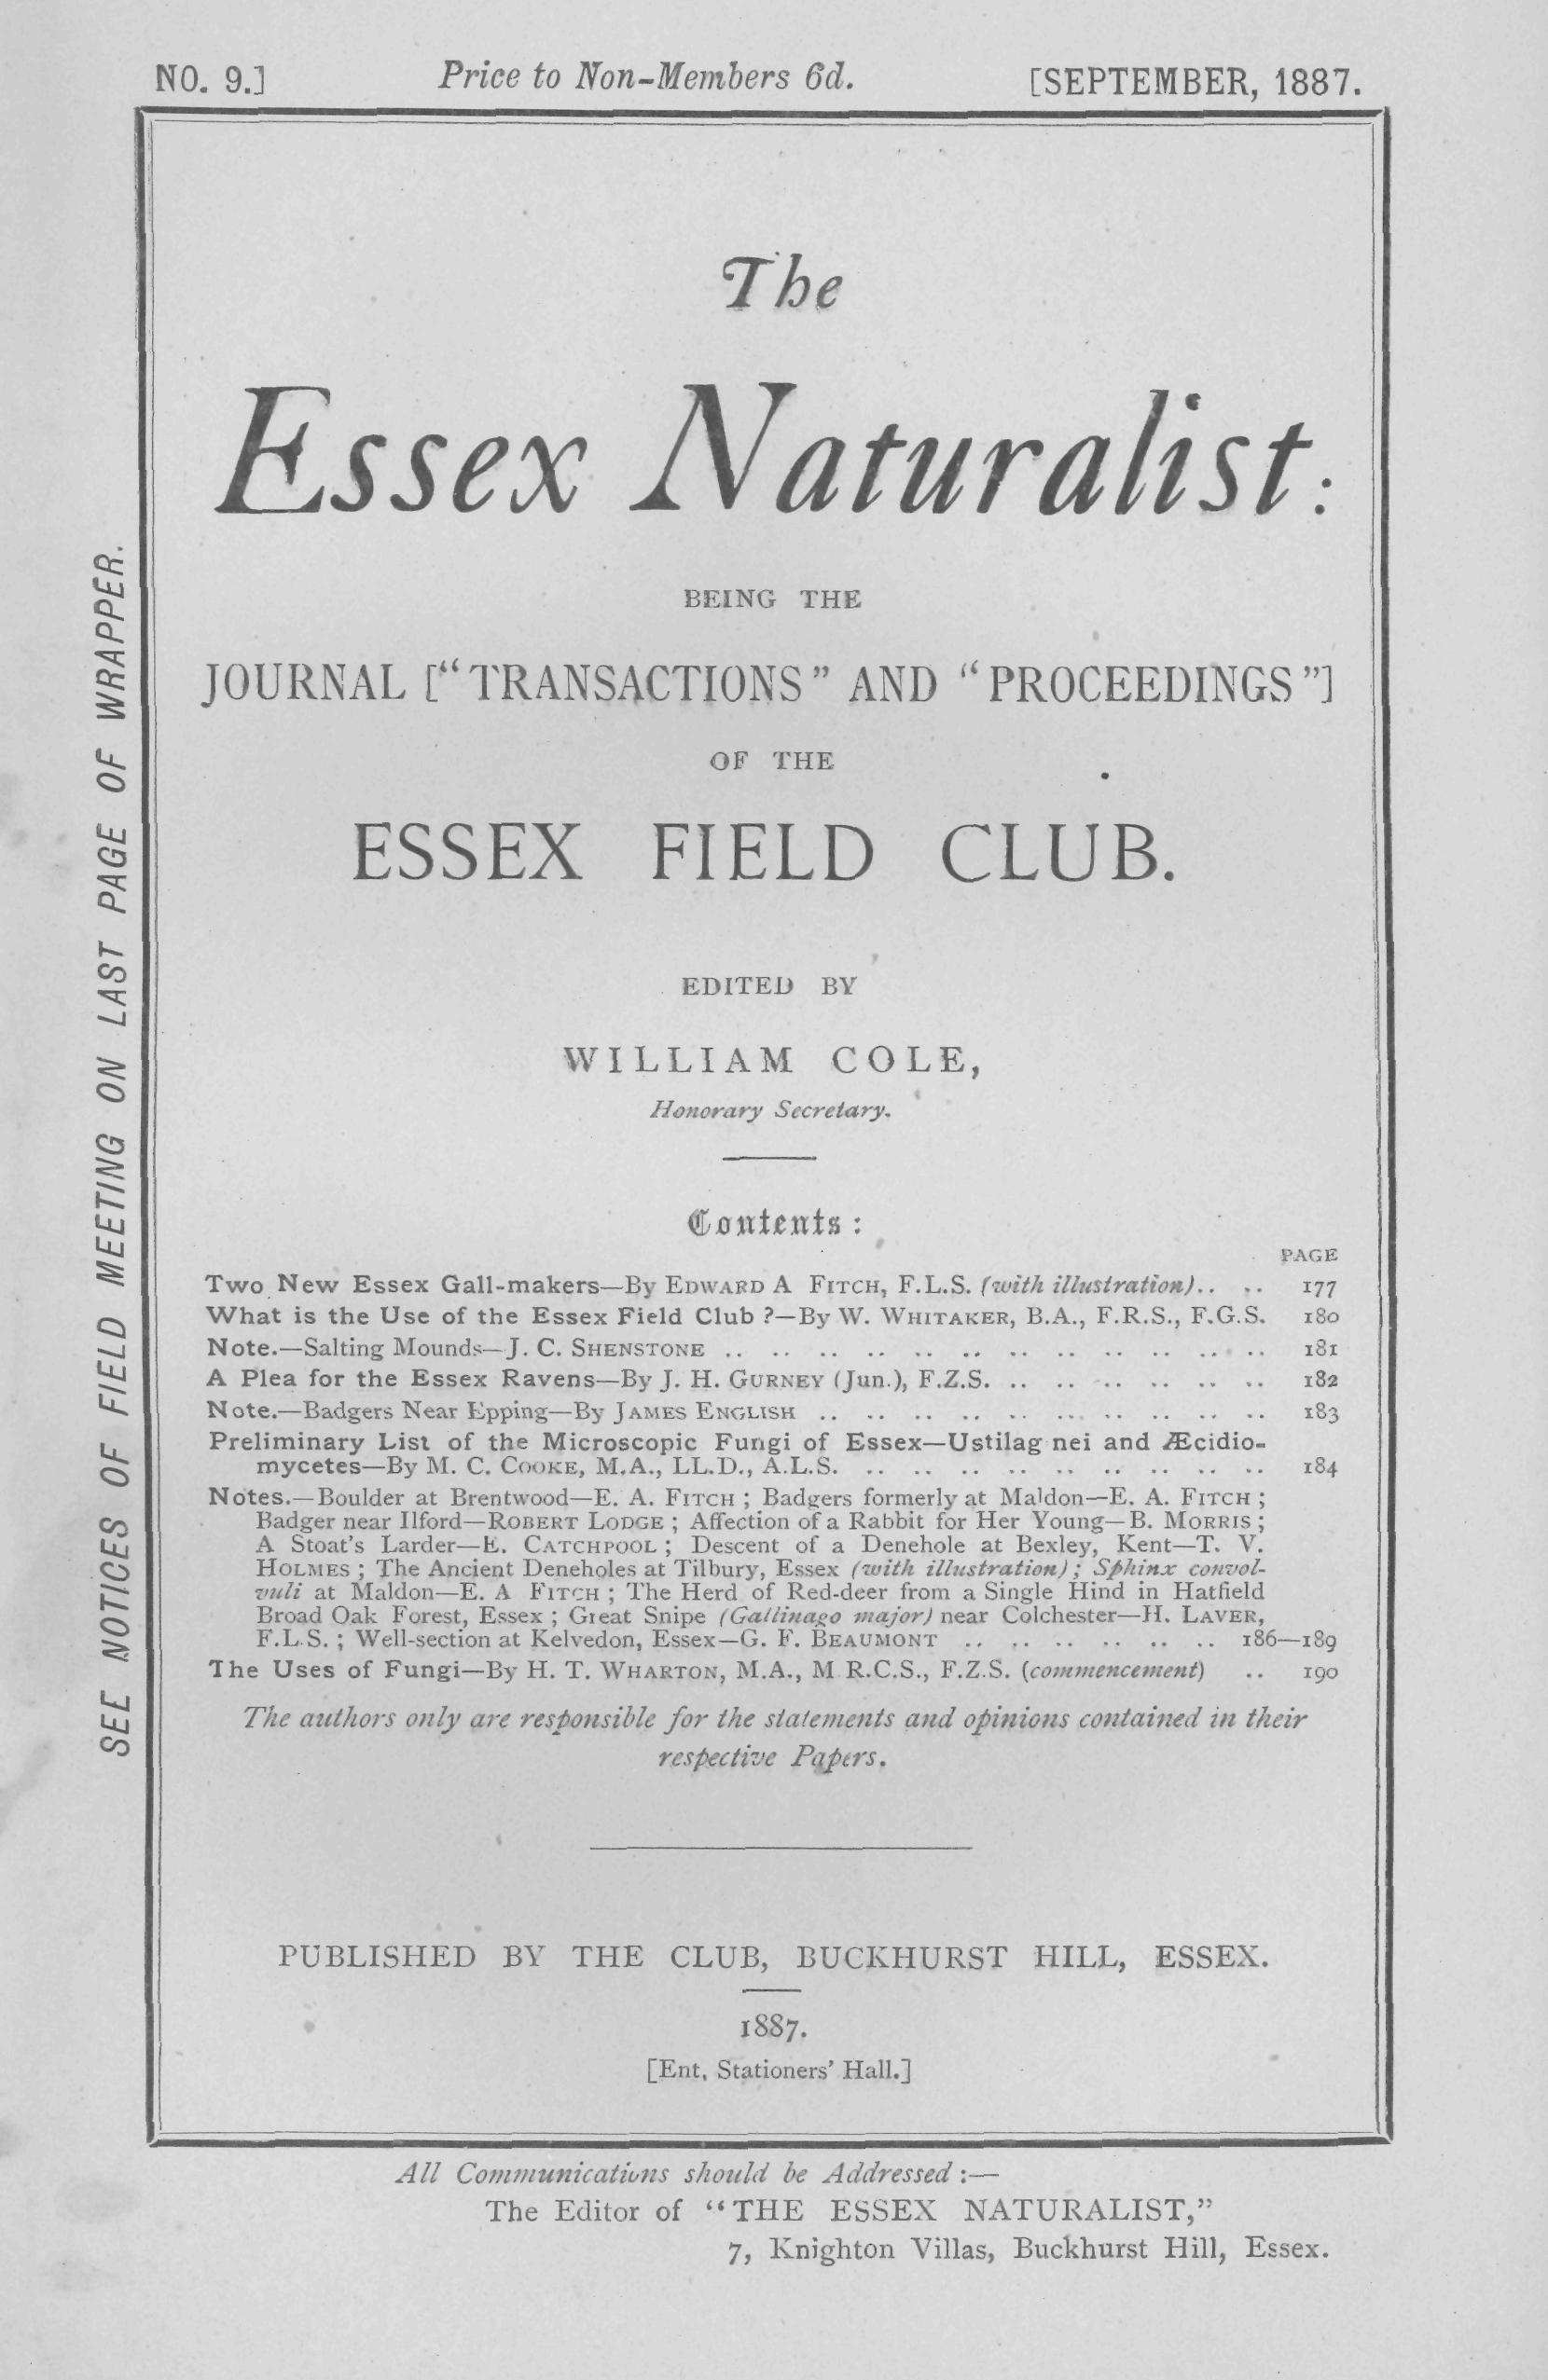 NO. 9.] Price to Non-Members 6d. [SEPTEMBER, 1887.
The
Essex Naturalist:
BEING THE
JOURNAL [“TRANSACTIONS” AND “PROCEEDINGS”]
OF THE
ESSEX FIELD CLUB.
EDITED BY
WILLIAM COLE,
Honorary Secretary.
Contents:
PAGE
Two New Essex Gall-makers—By EDWARD A FITCH, F.L.S. (with illustration).. .. 177
What is the Use of the Essex Field Club?—By W. WHITAKER, B.A., F.R.S., F.G.S. 180
Note.—Salting Mounds—J. C. SHENSTONE .. .. .. .. .. .. .. .. .. .. .. .. 181
A Plea for the Essex Ravens—By J. H. GURNEY (Jun.), F.Z.S. .. .. .. .. .. .. 182
Note.—Badgers Near Epping—By JAMES ENGLISH .. .. .. .. .. .. .. .. .. .. 183
Preliminary List of the Microscopic Fungi of Essex—Ustilag nei and Æcidio-
mycetes—By M. C. COOKE, M.A., LL.D., A.L.S. .. .. .. .. .. .. .. .. .. 184
Notes.—Boulder at Brentwood—E. A. FITCH; Badgers formerly at Maldon—E. A. FITCH;
Badger near Ilford—ROBERT LODGE; Affection of a Rabbit for Her Young—B. MORRIS;
A Stoat's Larder—E. CATCHPOOL; Descent of a Denehole at Bexley, Kent—T. V.
HOLMES; The Ancient Deneholes at Tilbury, Essex (with illustration); Sphinx convol-
vuli at Maldon—E. A FITCH; The Herd of Red-deer from a Single Hind in Hatfield
Broad Oak Forest, Essex; Great Snipe (Gallinago major) near Colchester—H. LAVER,
F.L.S.; Well-section at Kelvedon, Essex—G. F. BEAUMONT .. .. .. .. .. .. 186—189
The Uses of Fungi—By H. T. WHARTON, M.A., M R.C.S., F.Z.S. (commencement) .. 190
The authors only are responsible for the statements and opinions contained in their
respective Papers.
PUBLISHED BY THE CLUB, BUCKHURST HILL, ESSEX.
1887.
[Ent. Stationers' Hall.]
All Communications should be Addressed:—
The Editor of “THE ESSEX NATURALIST,”
7, Knighton Villas, Buckhurst Hill, Essex.
SEE NOTICES OF FIELD MEETING ON LAST PAGE OF WRAPPER.